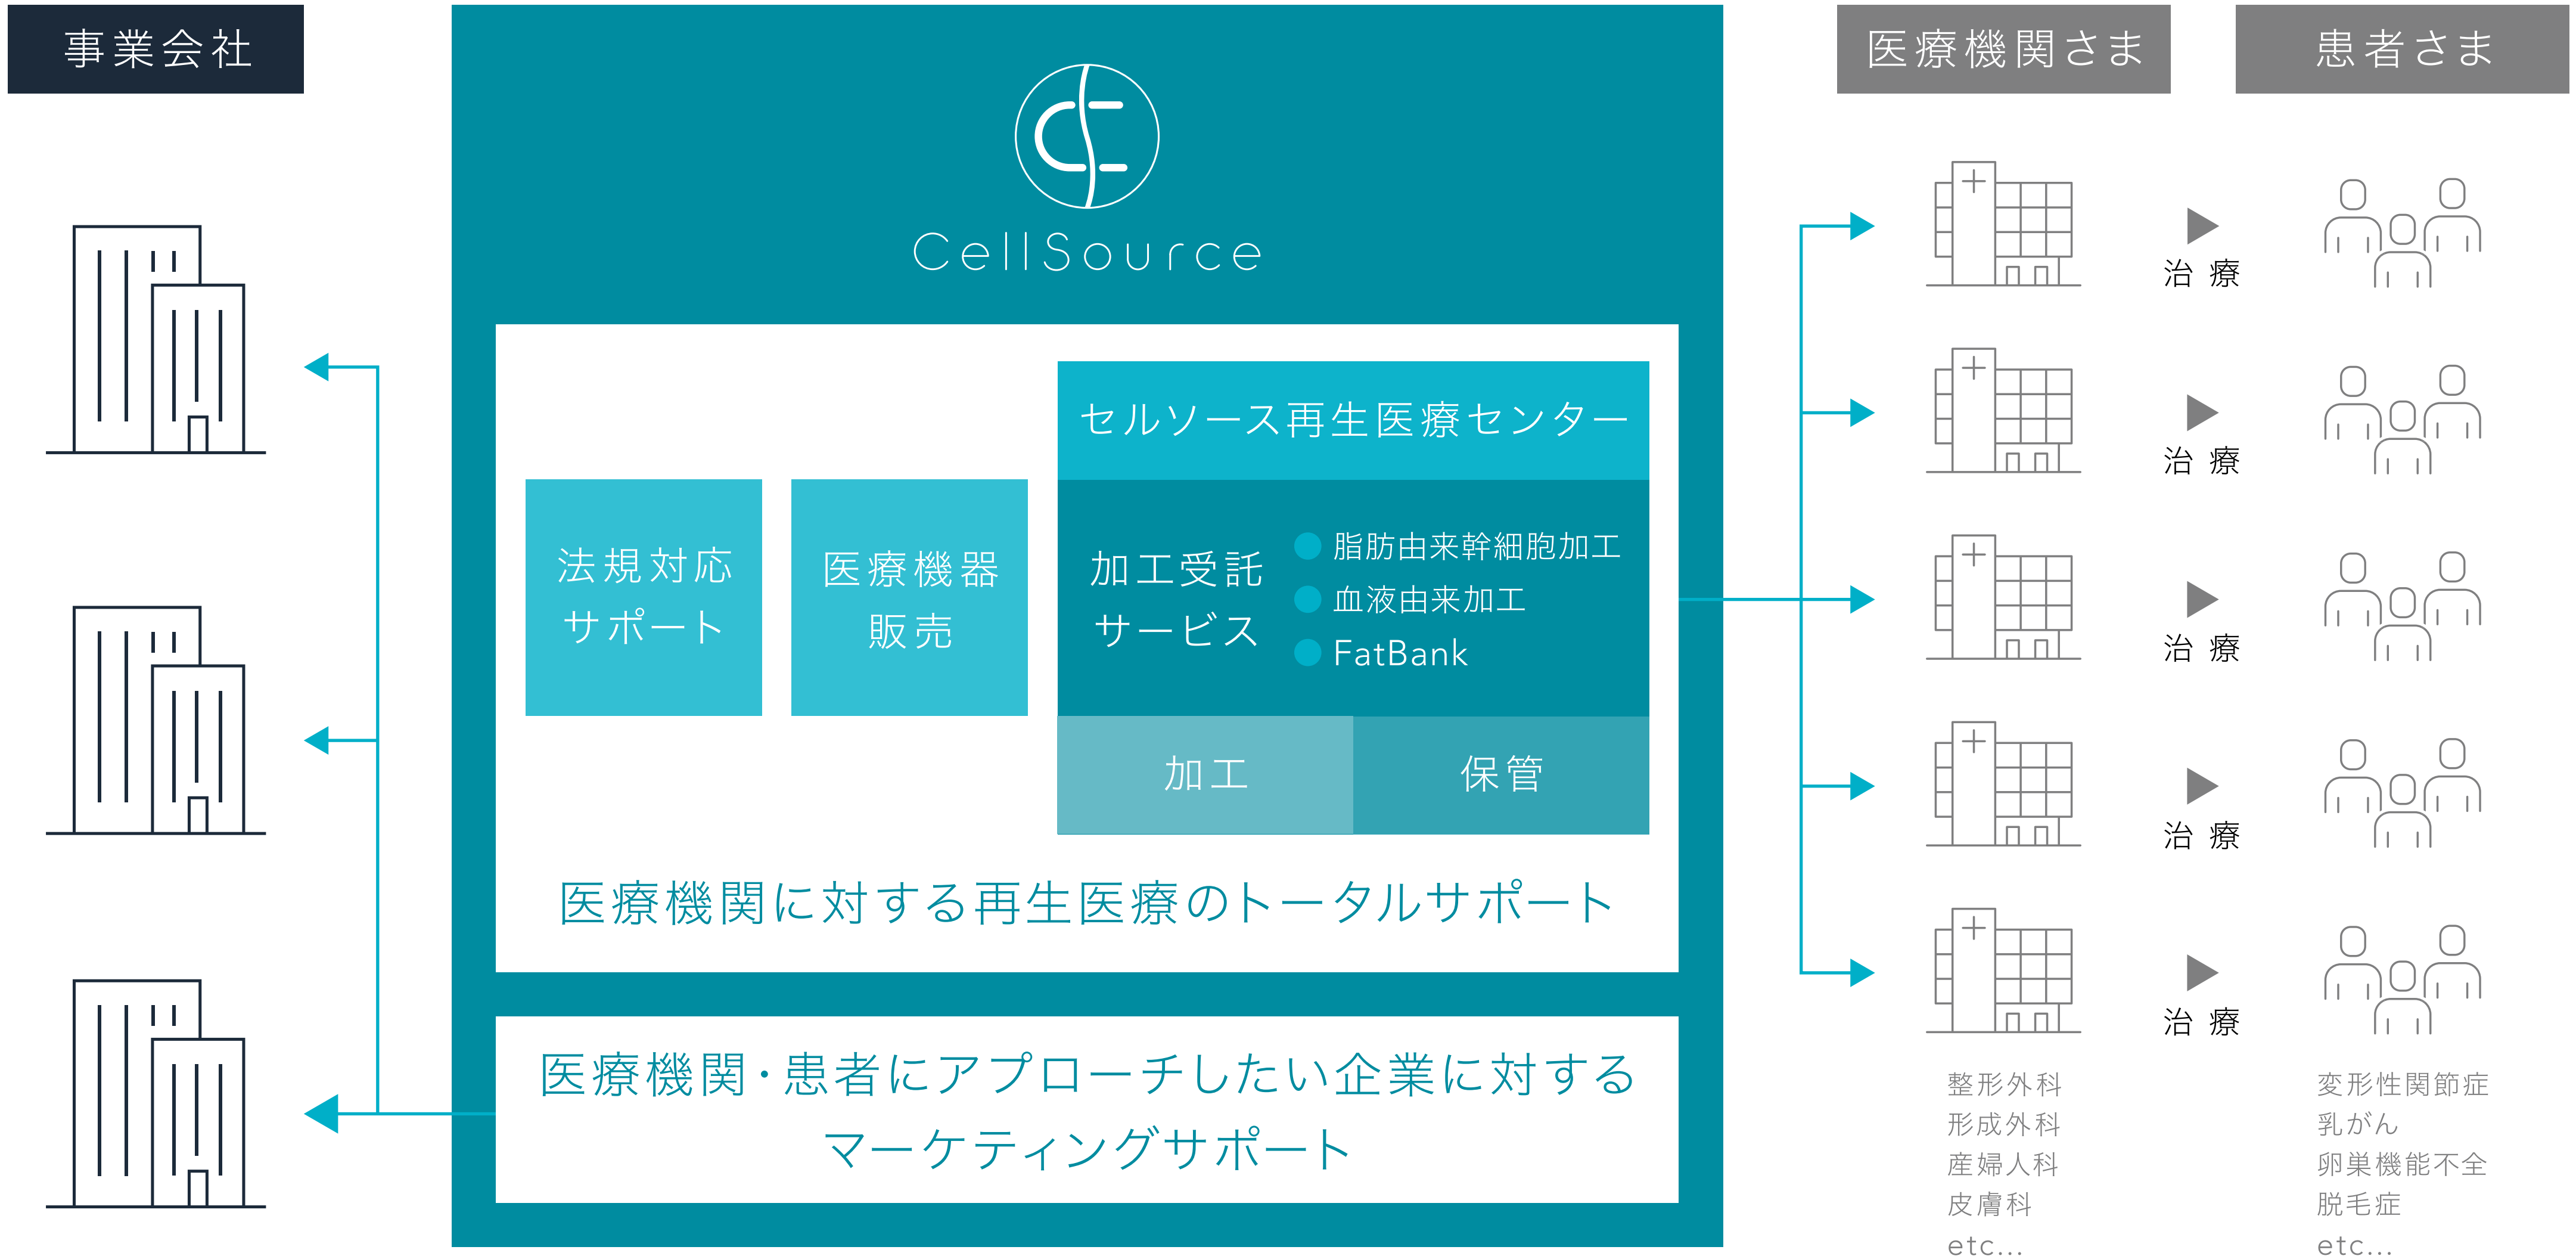 事業会社
CellSource
セルソース再生医療センター
法規対応
サポート
医療機器
販売
加工受託
サービス
脂肪由来幹細胞加工
血液由来加工
FatBank
加工
保管
医療機関に対する再生医療のトータルサポート
医療機関・患者にアプローチしたい企業に対する
マーケティングサポート
医療機関さま
患者さま
治療
治療
治療
治療
治療
整形外科
形成外科
産婦人科
皮膚科
etc...
変形性関節症
乳がん
卵巣機能不全
脱毛症
etc...